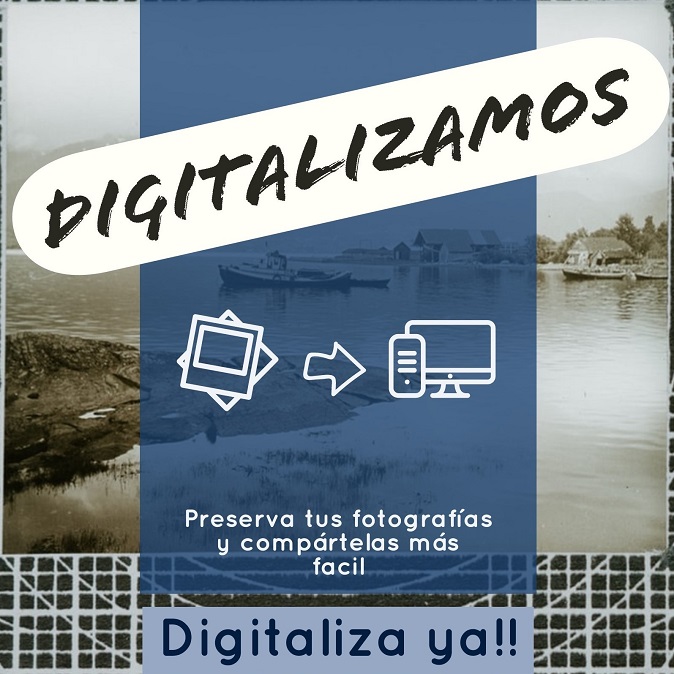 DIGITALIZAMOS
Preserva tus fotografías
y compártelas más
facil
Digitaliza ya!!